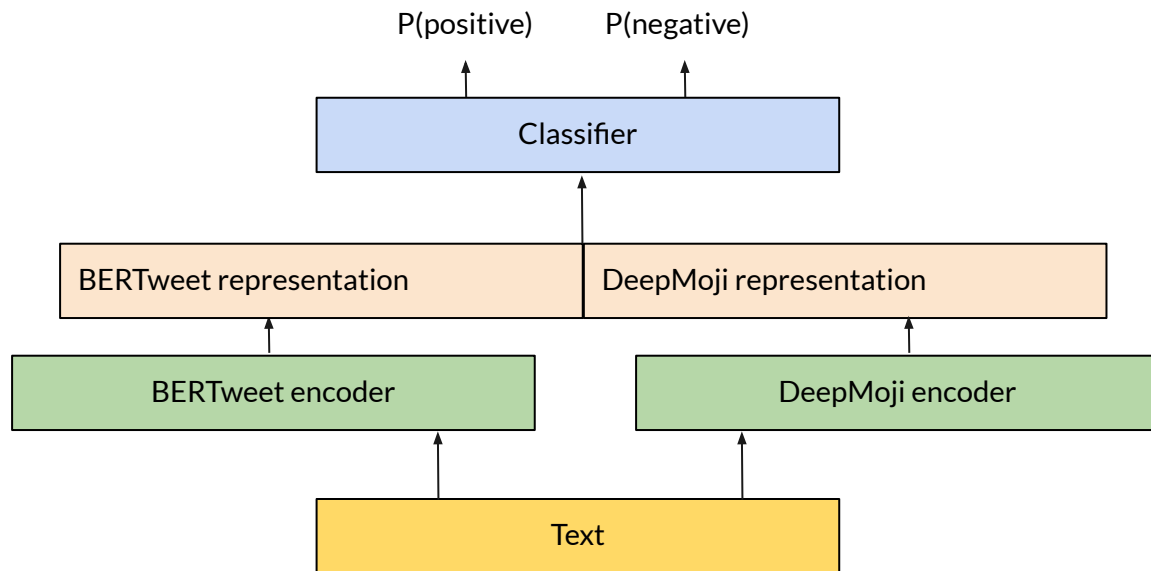 P(positive) P(negative)
Classifier
BERTweet representation DeepMoji representation
BERTweet encoder DeepMoji encoder
Text